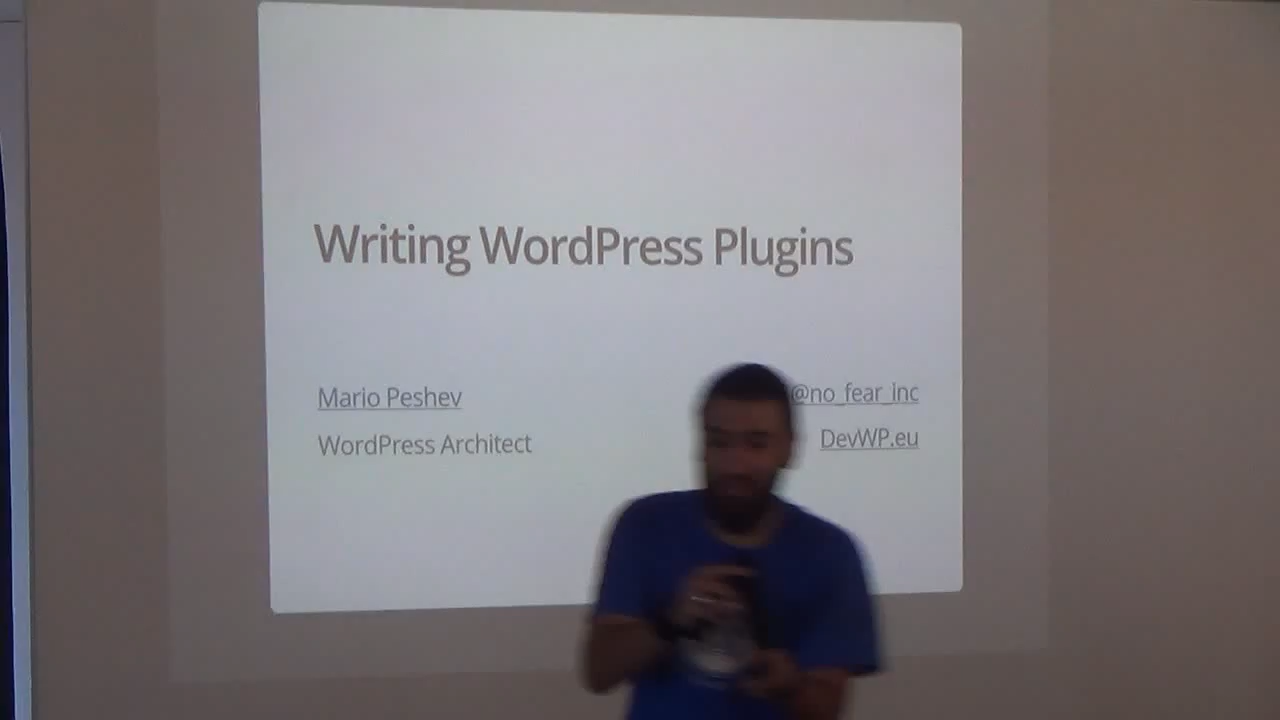 Writing WordPress Plugins
Mario Peshev
@no_fear_inc
WordPress Architect
DevWP.eu